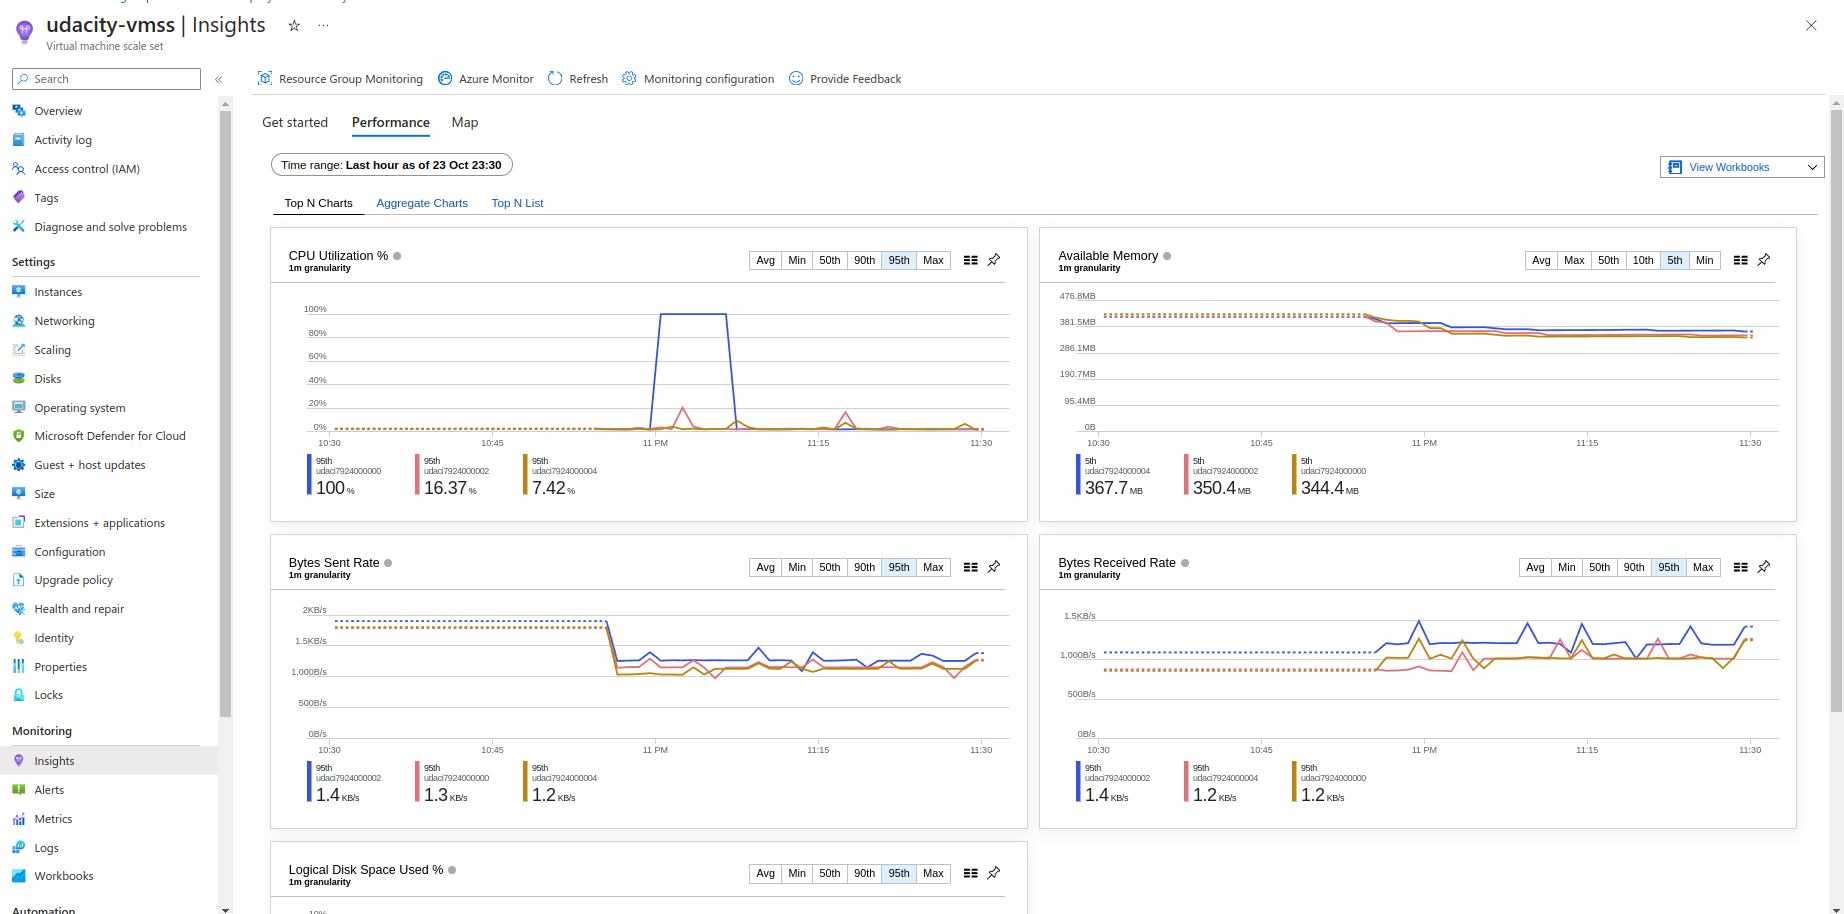 udacity-vmss | Insights
Virtual machine scale set
Search
Overview
Activity log
Access control (IAM)
Tags
Diagnose and solve problems
Settings
Instances
Networking
Scaling
Disks
Operating system
Microsoft Defender for Cloud
Guest + host updates
Size
Extensions + applications
Configuration
Upgrade policy
Health and repair
Identity
Properties
Locks
Monitoring
Insights
Alerts
Metrics
Logs
Workbooks
Automation
Resource Group Monitoring
Azure Monitor
Refresh
Monitoring configuration
Provide Feedback
Get started
Performance
Map
Time range: Last hour as of 23 Oct 23:30
View Workbooks
Top N Charts
Aggregate Charts
Top N List
CPU Utilization %
1m granularity
Avg Min 50th 90th 95th Max
100%
80%
60%
40%
20%
0%
10:30 10:45 11 PM 11:15 11:30
95th
udaci7924000000
100 %
95th
udaci7924000002
16.37 %
95th
udaci7924000004
7.42 %
Available Memory
1m granularity
Avg Max 50th 10th 5th Min
476.8MB
381.5MB
286.1MB
190.7MB
95.4MB
0B
10:30 10:45 11 PM 11:15 11:30
5th
udaci7924000004
367.7 MB
5th
udaci7924000002
350.4 MB
5th
udaci7924000000
344.4 MB
Bytes Sent Rate
1m granularity
Avg Min 50th 90th 95th Max
2KB/s
1.5KB/s
1,000B/s
500B/s
0B/s
10:30 10:45 11 PM 11:15 11:30
95th
udaci7924000002
1.4 KB/s
95th
udaci7924000000
1.3 KB/s
95th
udaci7924000004
1.2 KB/s
Bytes Received Rate
1m granularity
Avg Min 50th 90th 95th Max
1.5KB/s
1,000B/s
500B/s
0B/s
10:30 10:45 11 PM 11:15 11:30
95th
udaci7924000002
1.4 KB/s
95th
udaci7924000004
1.2 KB/s
95th
udaci7924000000
1.2 KB/s
Logical Disk Space Used %
1m granularity
Avg Min 50th 90th 95th Max